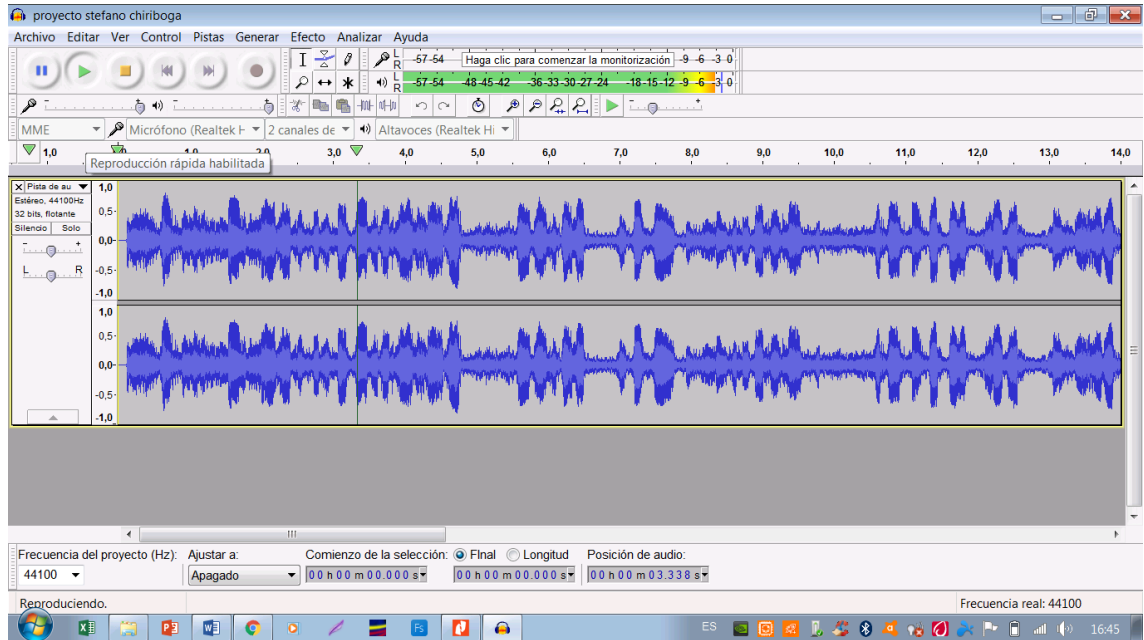 proyecto stefano chiriboga
Archivo Editar Ver Control Pistas Generar Efecto Analizar Ayuda
L R -57 -54 Haga clic para comenzar la monitorización -9 -6 -3 0
L R -57 -54 -48 -45 -42 -36 -33 -30 -27 -24 -18 -15 -12 -9 -6 -3 0
MME Micrófono (Realtek 2 canales de Altavoces (Realtek Hi
1,0 1,0 2,0 3,0 4,0 5,0 6,0 7,0 8,0 9,0 10,0 11,0 12,0 13,0 14,0
Reproducción rápida habilitada
X Pista de au 1,0
Estéreo, 44100Hz
32 bits, flotante
0,5
Silencio Solo
- + 0,0
L R -0,5
-1,0
1,0
0,5
0,0
-0,5
-1,0
Frecuencia del proyecto (Hz): Ajustar a: Comienzo de la selección: FInal Longitud Posición de audio:
44100 Apagado 00 h 00 m 00.000 s 00 h 00 m 00.000 s 00 h 00 m 03.338 s
Reproduciendo. Frecuencia real: 44100
ES 16:45